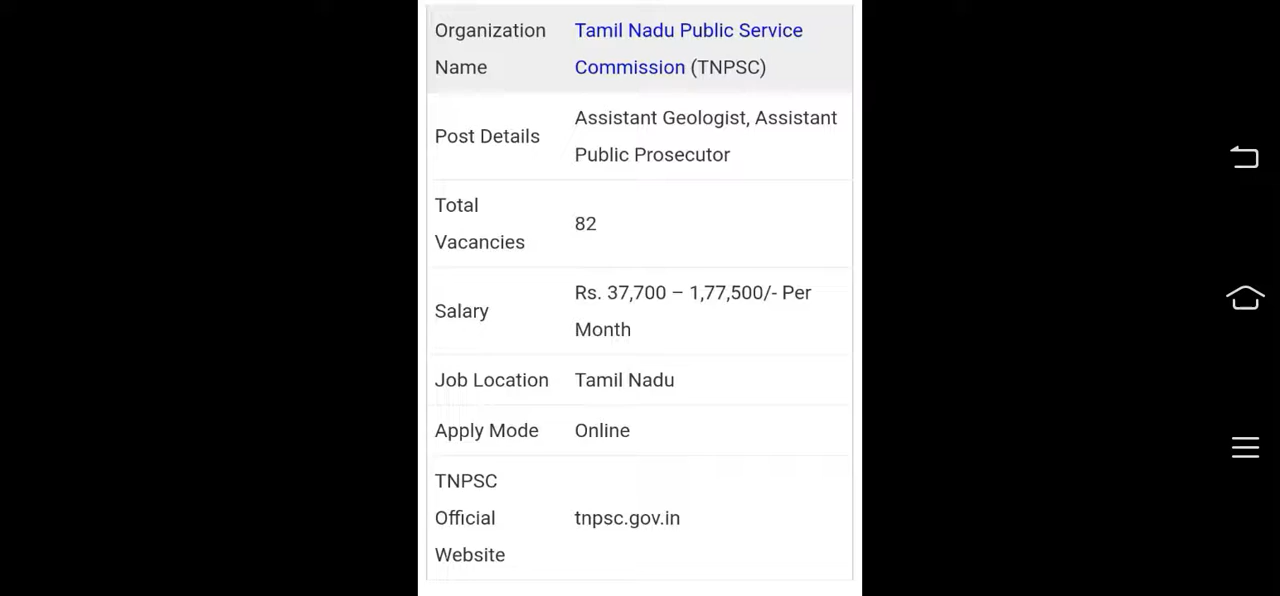 Organization Tamil Nadu Public Service
Name Commission (TNPSC)
Post Details Assistant Geologist, Assistant
Public Prosecutor
Total
Vacancies 82
Salary Rs. 37,700 – 1,77,500/- Per
Month
Job Location Tamil Nadu
Apply Mode Online
TNPSC
Official tnpsc.gov.in
Website